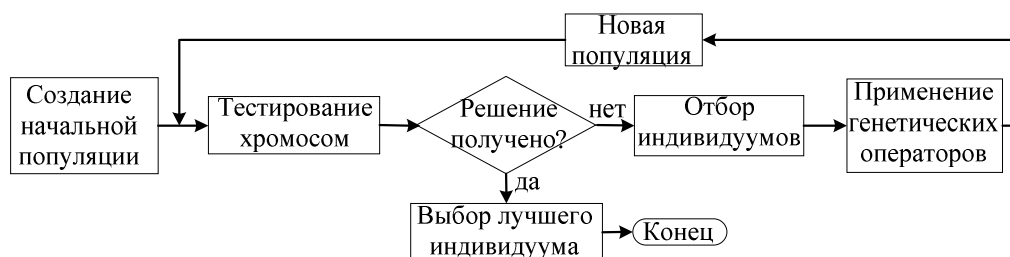 Новая
популяция
Создание
начальной
популяции
Тестирование
хромосом
Решение
получено?
нет
Отбор
индивидуумов
Применение
генетических
операторов
да
Выбор лучшего
индивидуума
Конец